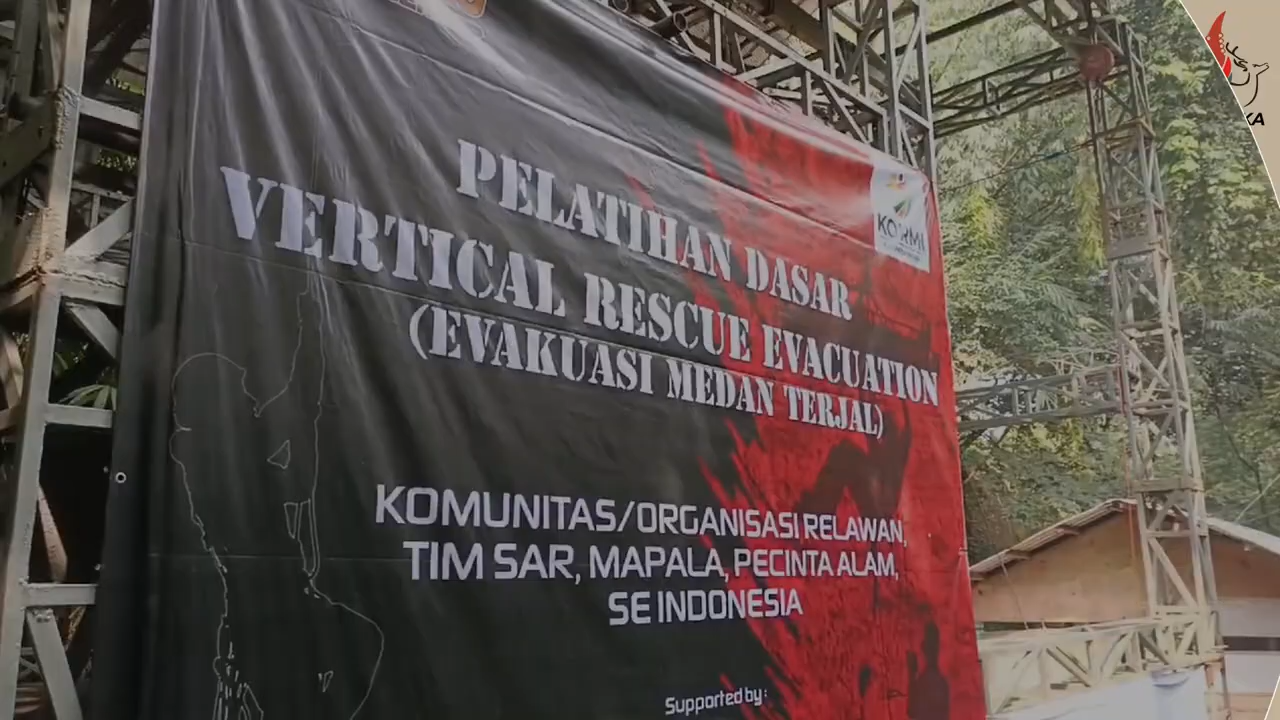 PELATIHAN DASAR
VERTICAL RESCUE EVACUATION
(EVAKUASI MEDAN TERJAL)
KORMI
KOMUNITAS/ORGANISASI RELAWAN,
TIM SAR, MAPALA, PECINTA ALAM,
SE INDONESIA
Supported by :